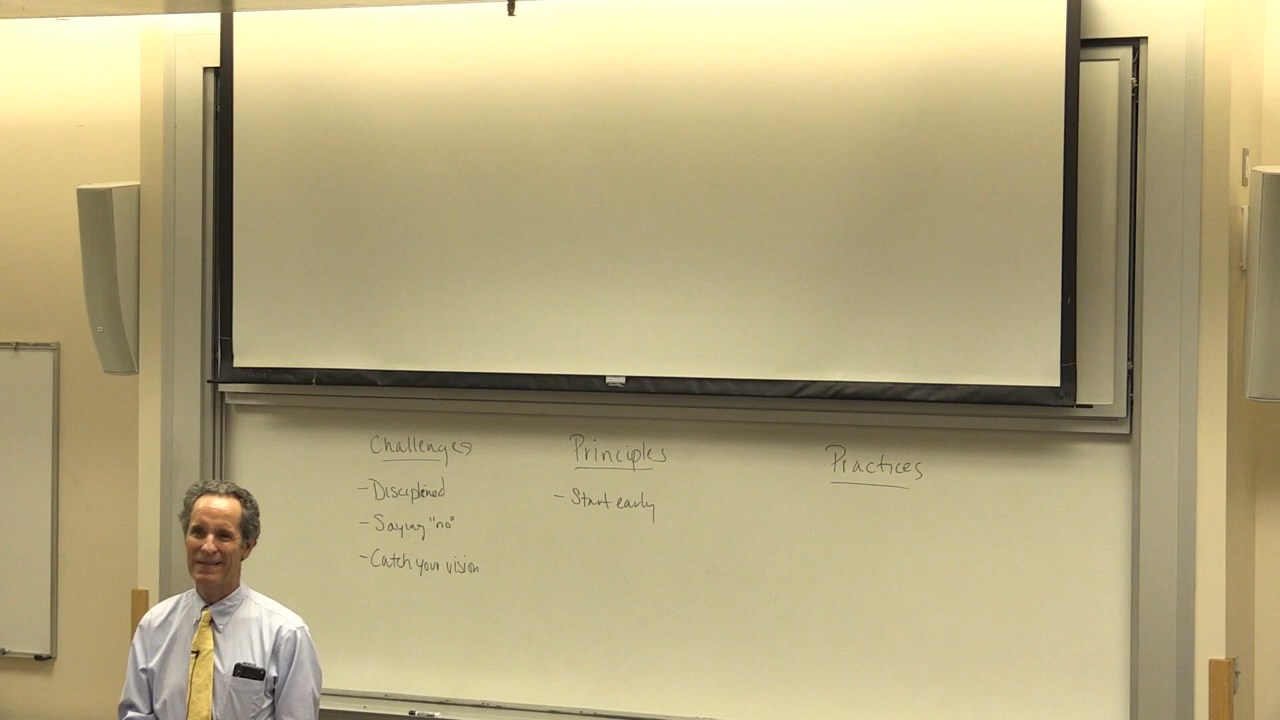 Challenges
- Disciplined
- Saying "no"
- Catch your vision
Principles
- Start early
Practices